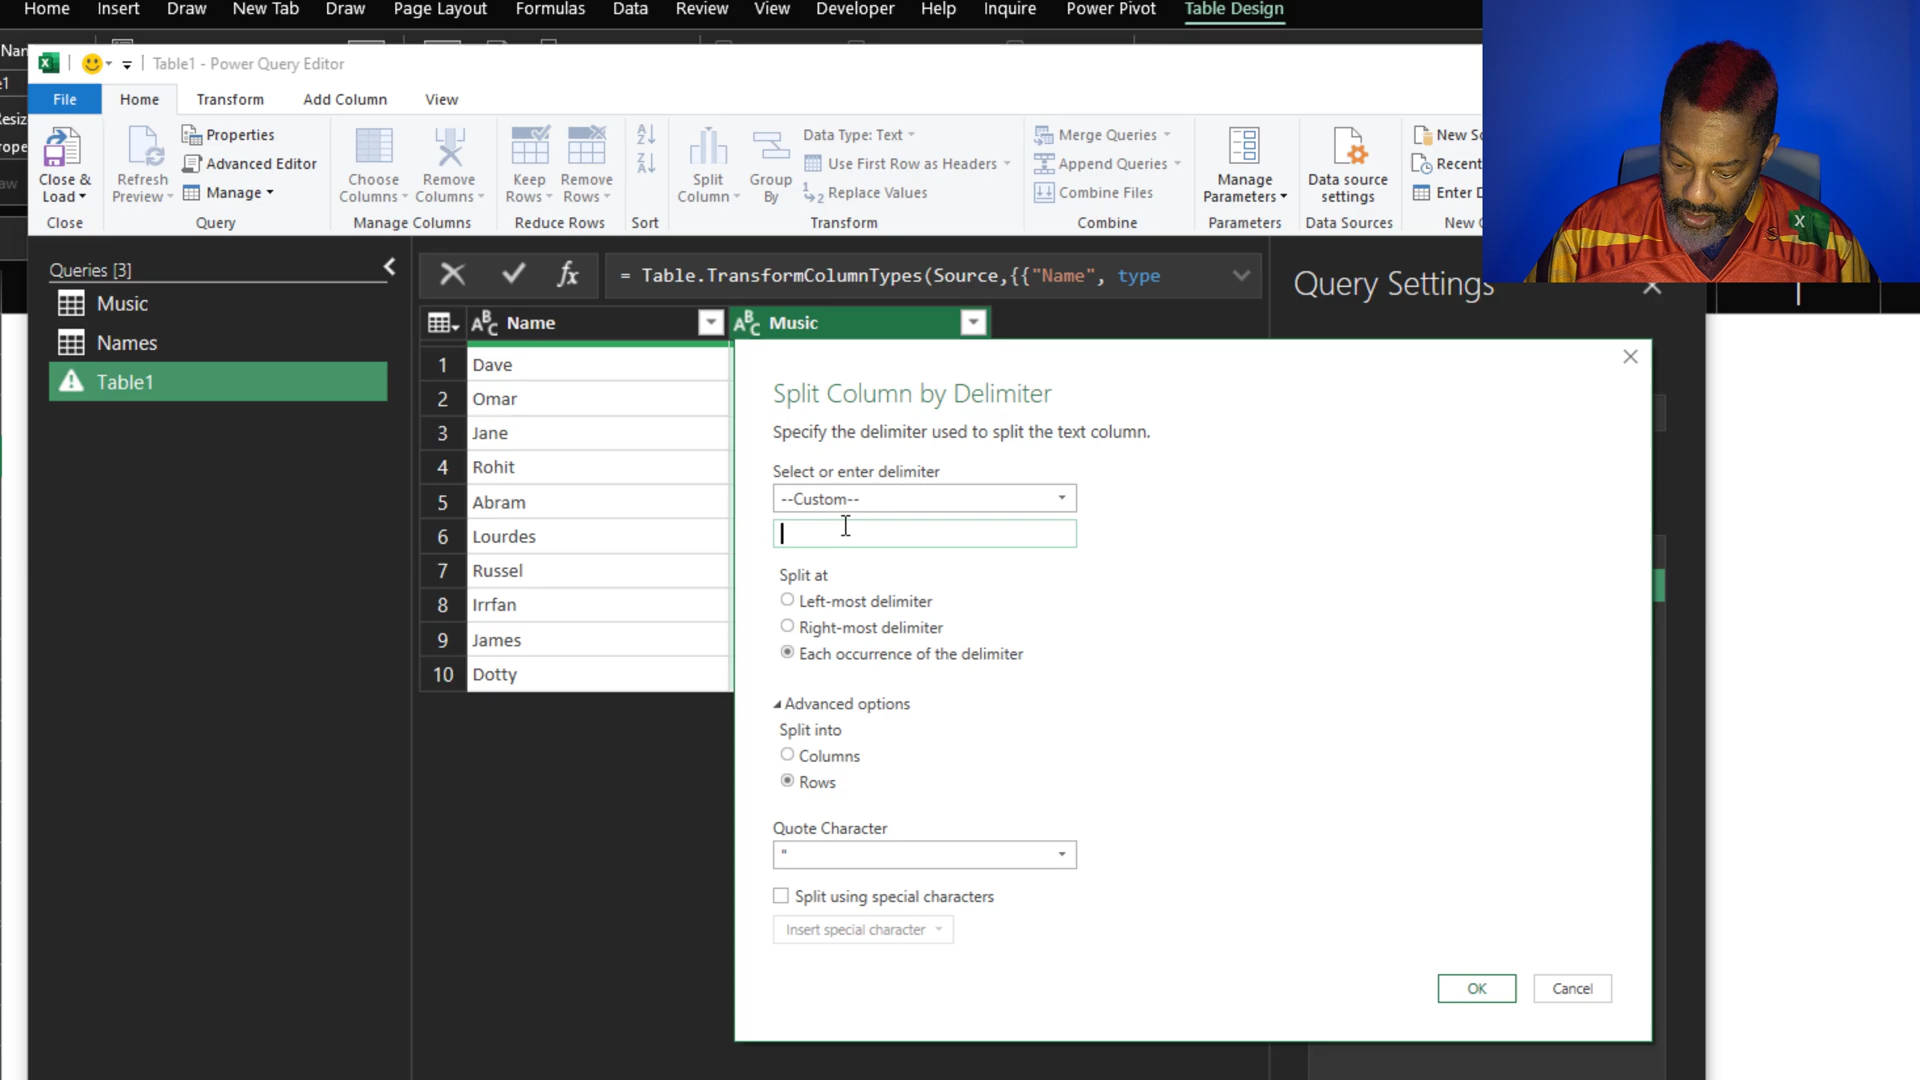 Home Insert Draw New Tab Draw Page Layout Formulas Data Review View Developer Help Inquire Power Pivot Table Design
Table1 - Power Query Editor
File Home Transform Add Column View
Close & Load
Close
Refresh Preview
Properties
Advanced Editor
Manage
Query
Choose Columns
Remove Columns
Manage Columns
Keep Rows
Remove Rows
Reduce Rows
Sort
Split Column
Group By
Data Type: Text
Use First Row as Headers
Replace Values
Transform
Merge Queries
Append Queries
Combine Files
Combine
Manage Parameters
Parameters
Data source settings
Data Sources
New So
Recent
Enter D
New
Queries [3]
Music
Names
Table1
fx = Table.TransformColumnTypes(Source,{{"Name", type
Query Settings
ABC Name ABC Music
1 Dave
2 Omar
3 Jane
4 Rohit
5 Abram
6 Lourdes
7 Russel
8 Irrfan
9 James
10 Dotty
Split Column by Delimiter
Specify the delimiter used to split the text column.
Select or enter delimiter
--Custom--
Split at
Left-most delimiter
Right-most delimiter
Each occurrence of the delimiter
Advanced options
Split into
Columns
Rows
Quote Character
"
Split using special characters
Insert special character
OK Cancel